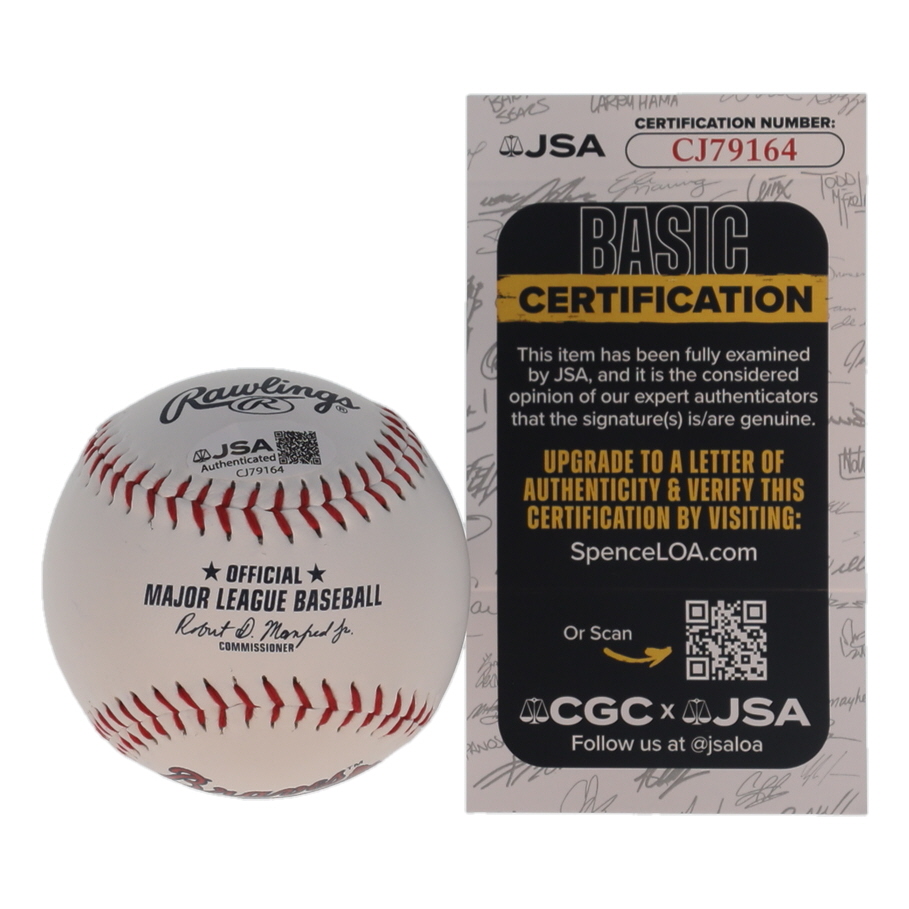 Rawlings®
R
JSA
Authenticated
CJ79164
★ OFFICIAL ★
MAJOR LEAGUE BASEBALL
Robert D. Manfred Jr.
COMMISSIONER
Braves™
LARRY HAMA
JSA
CERTIFICATION NUMBER:
CJ79164
BASIC
CERTIFICATION
This item has been fully examined
by JSA, and it is the considered
opinion of our expert authenticators
that the signature(s) is/are genuine.
UPGRADE TO A LETTER OF
AUTHENTICITY & VERIFY THIS
CERTIFICATION BY VISITING:
SpenceLOA.com
Or Scan
CGC x JSA
Follow us at @jsaloa